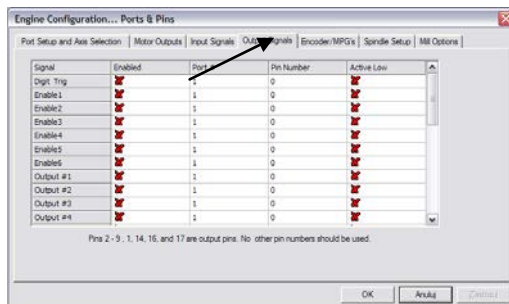 Engine Configuration... Ports & Pins
Port Setup and Axis Selection Motor Outputs Input Signals Output Signals Encoder/MPG's Spindle Setup Mill Options
Signal Enabled Port # Pin Number Active Low
Digit Trig 1 0
Enable1 1 0
Enable2 1 0
Enable3 1 0
Enable4 1 0
Enable5 1 0
Enable6 1 0
Output #1 1 0
Output #2 1 0
Output #3 1 0
Output #4 1 0
Pins 2 - 9 , 1, 14, 16, and 17 are output pins. No other pin numbers should be used.
OK Anuluj Zastosuj